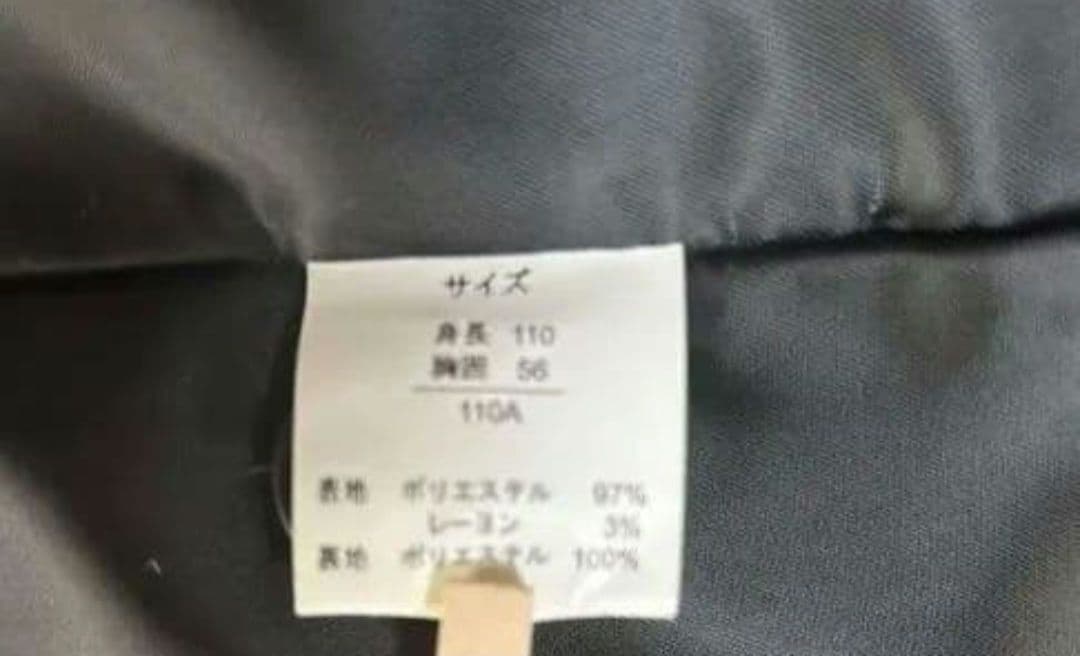 サイズ
身長 110
胸囲 56
110A
表地 ポリエステル 97%
レーヨン 3%
裏地 ポリエステル 100%